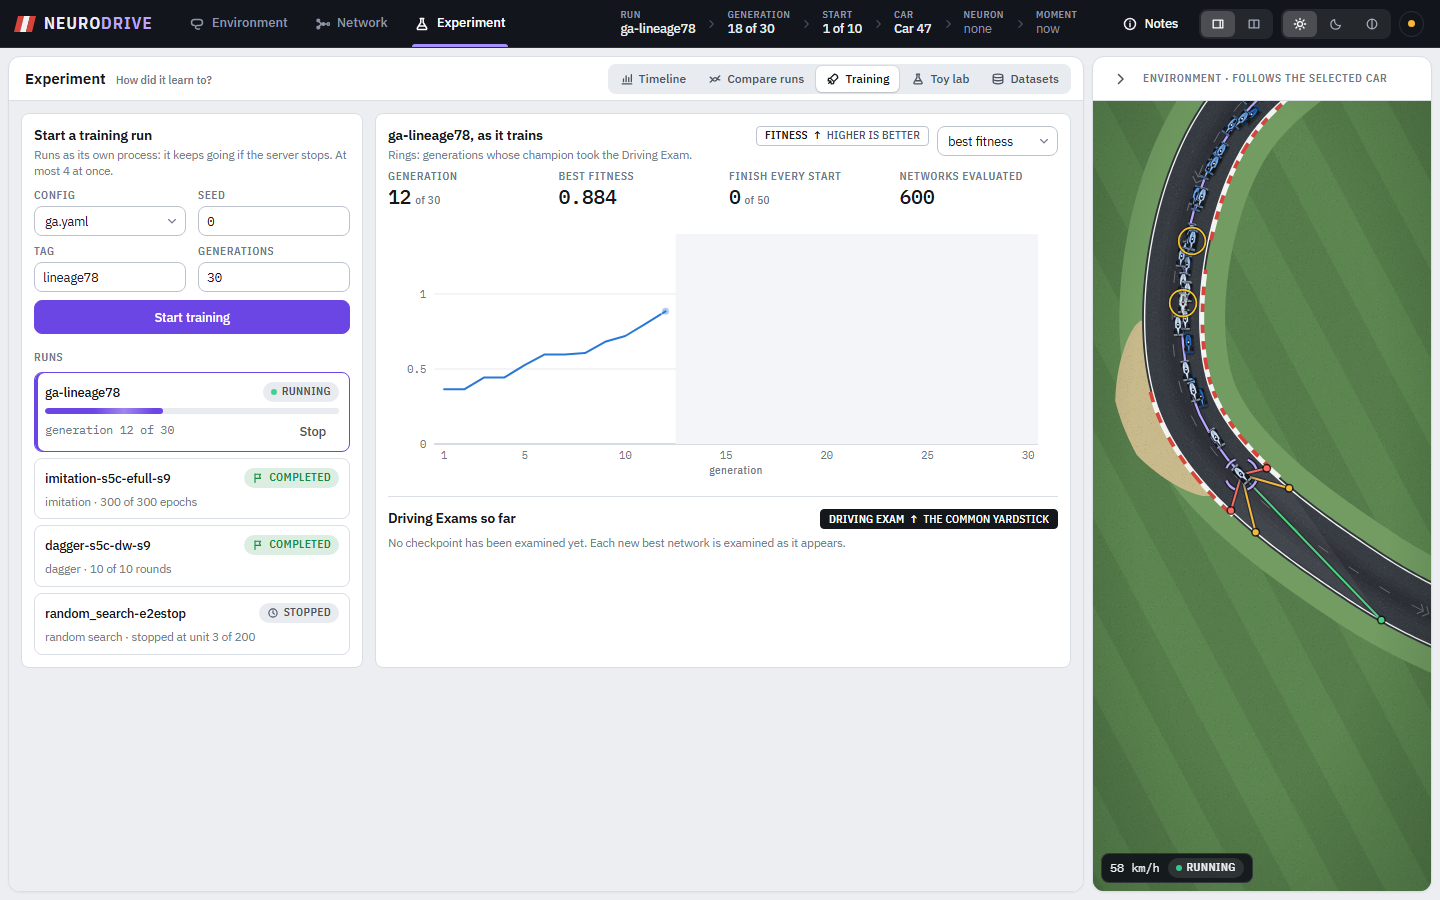 NEURODRIVE
Environment
Network
Experiment
RUN
ga-lineage78
GENERATION
18 of 30
START
1 of 10
CAR
Car 47
NEURON
none
MOMENT
now
Notes
Experiment How did it learn to?
Timeline
Compare runs
Training
Toy lab
Datasets
ENVIRONMENT · FOLLOWS THE SELECTED CAR
Start a training run
Runs as its own process: it keeps going if the server stops. At
most 4 at once.
CONFIG
SEED
ga.yaml
0
TAG
GENERATIONS
lineage78
30
Start training
RUNS
ga-lineage78
RUNNING
generation 12 of 30
Stop
imitation-s5c-efull-s9
COMPLETED
imitation · 300 of 300 epochs
dagger-s5c-dw-s9
COMPLETED
dagger · 10 of 10 rounds
random_search-e2estop
STOPPED
random search · stopped at unit 3 of 200
ga-lineage78, as it trains
Rings: generations whose champion took the Driving Exam.
FITNESS ↑ HIGHER IS BETTER
best fitness
GENERATION
12 of 30
BEST FITNESS
0.884
FINISH EVERY START
0 of 50
NETWORKS EVALUATED
600
1
0.5
0
1 5 10 15 20 25 30
generation
Driving Exams so far
DRIVING EXAM ↑ THE COMMON YARDSTICK
No checkpoint has been examined yet. Each new best network is examined as it appears.
58 km/h
RUNNING